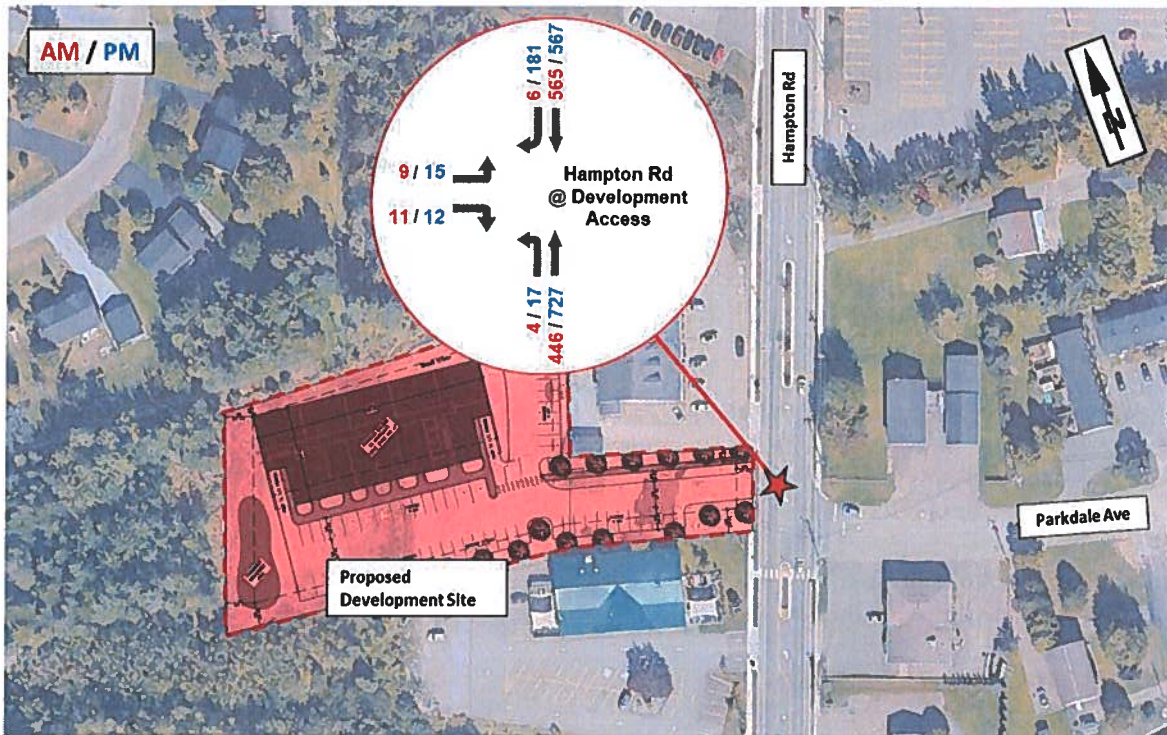 AM / PM
6 / 181
565 / 567
Hampton Rd
N
9 / 15
11 / 12
Hampton Rd
@ Development
Access
4 / 17
446 / 727
Parkdale Ave
Proposed
Development Site